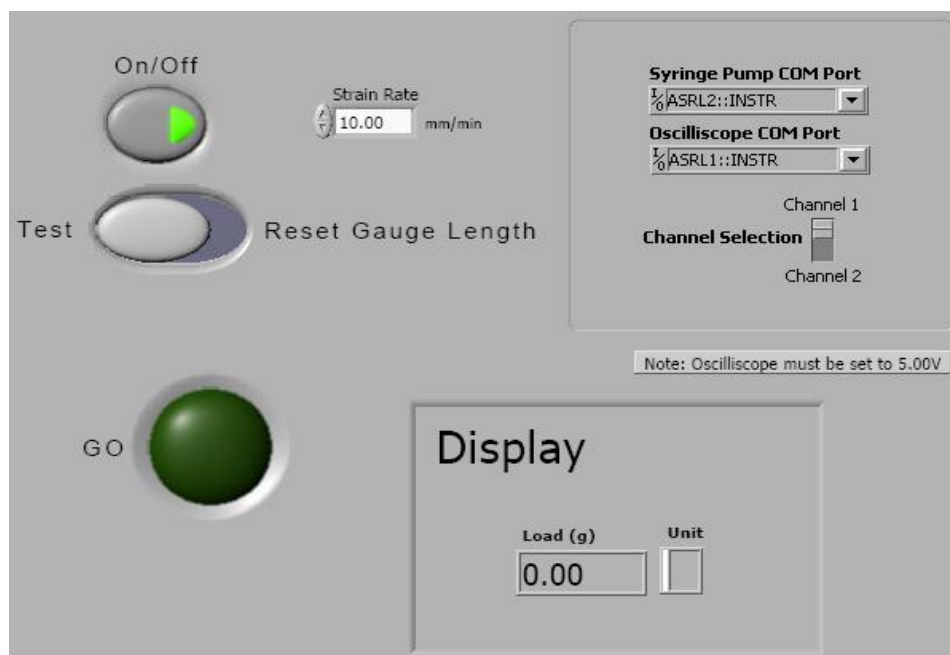 On/Off
Strain Rate
10.00 mm/min
Test Reset Gauge Length
Syringe Pump COM Port
ASRL2::INSTR
Oscilliscope COM Port
ASRL1::INSTR
Channel 1
Channel Selection
Channel 2
Note: Oscilliscope must be set to 5.00V
GO
Display
Load (g) Unit
0.00